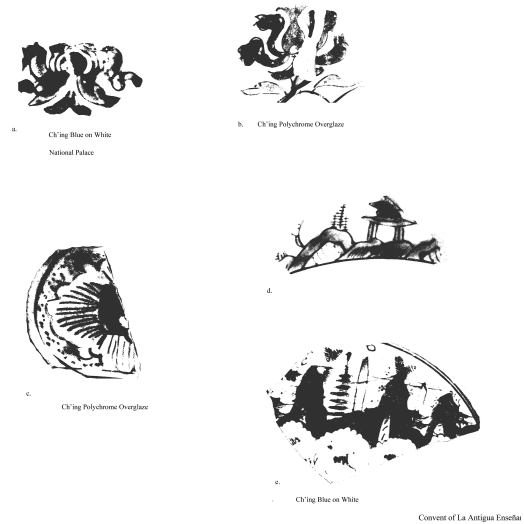 a.
Ch'ing Blue on White
National Palace
b. Ch'ing Polychrome Overglaze
c.
Ch'ing Polychrome Overglaze
d.
e.
Ch'ing Blue on White
Convent of La Antigua Enseñan